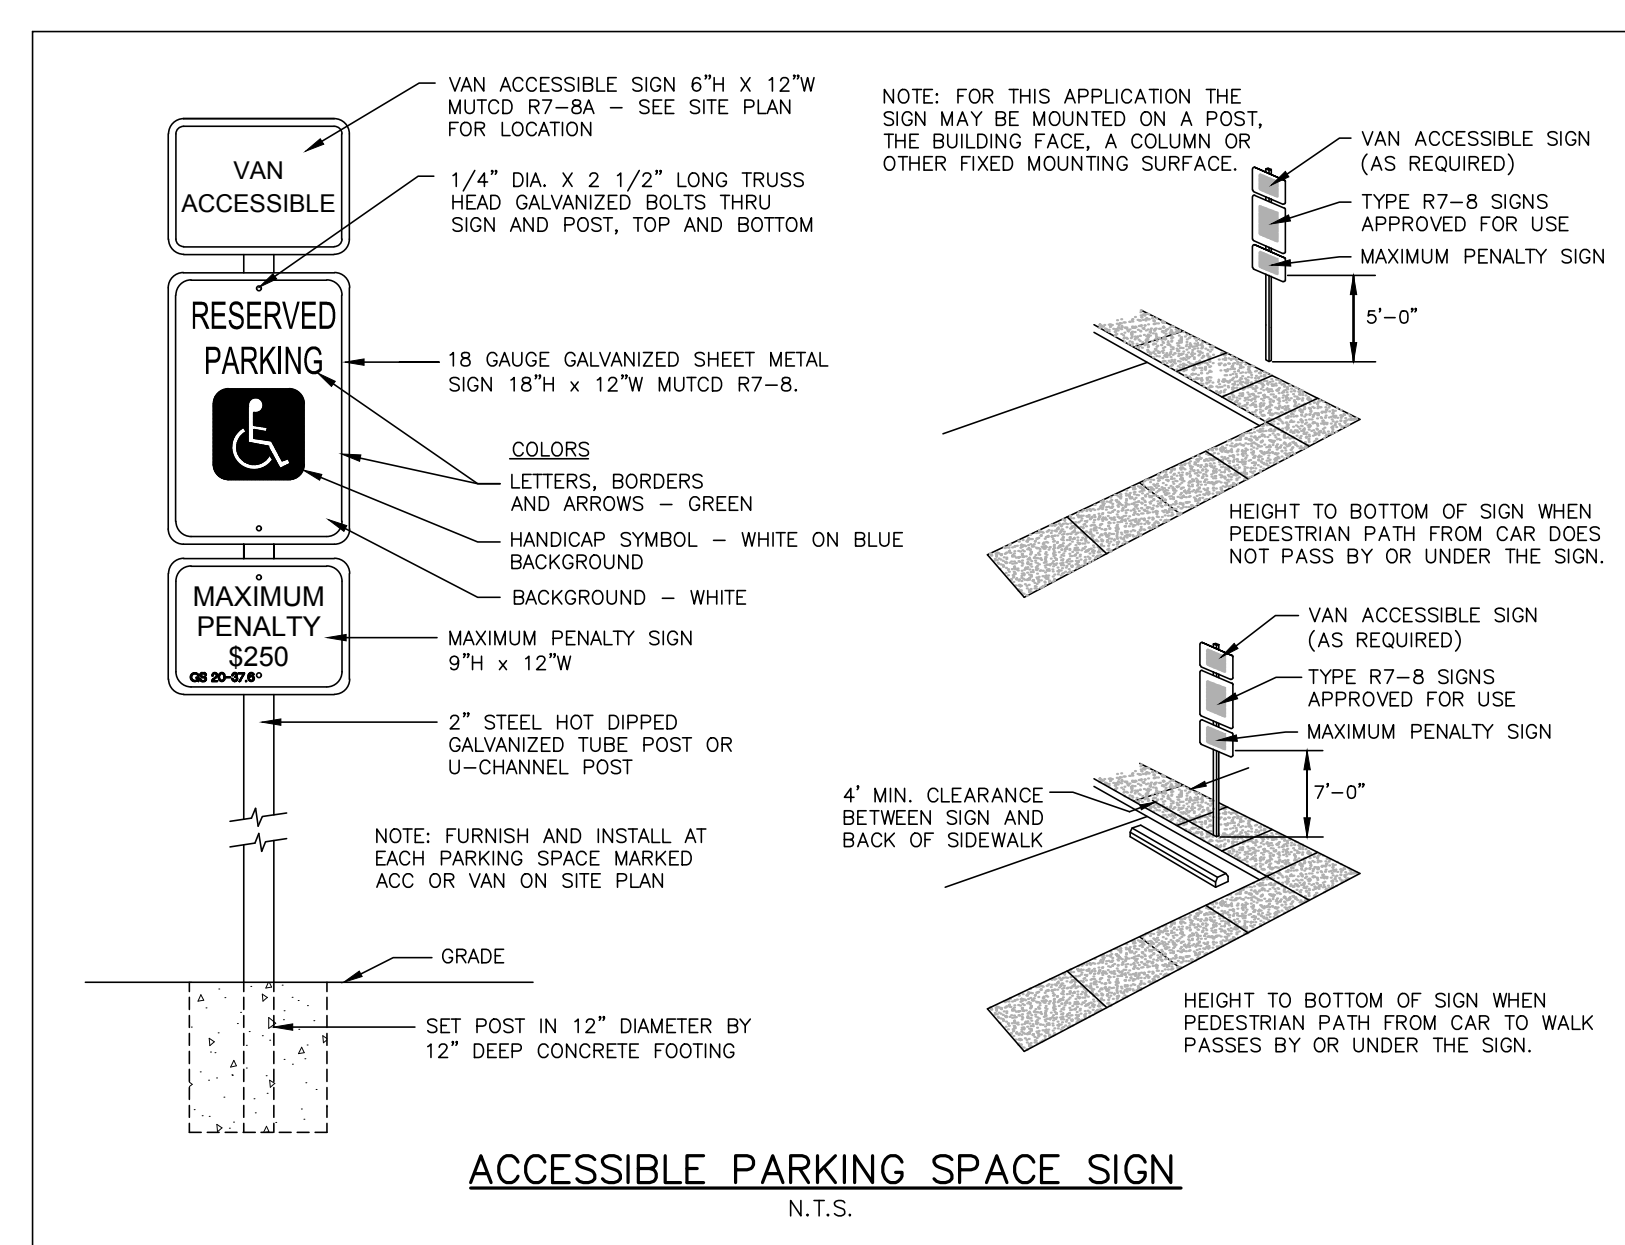 VAN ACCESSIBLE SIGN 6"H X 12"W
MUTCD R7-8A – SEE SITE PLAN
FOR LOCATION
VAN
ACCESSIBLE
1/4" DIA. X 2 1/2" LONG TRUSS
HEAD GALVANIZED BOLTS THRU
SIGN AND POST, TOP AND BOTTOM
RESERVED
PARKING
18 GAUGE GALVANIZED SHEET METAL
SIGN 18"H x 12"W MUTCD R7-8.
COLORS
LETTERS, BORDERS
AND ARROWS – GREEN
HANDICAP SYMBOL – WHITE ON BLUE
BACKGROUND
BACKGROUND – WHITE
MAXIMUM
PENALTY
$250
GS 20-37.6°
MAXIMUM PENALTY SIGN
9"H x 12"W
2" STEEL HOT DIPPED
GALVANIZED TUBE POST OR
U-CHANNEL POST
NOTE: FURNISH AND INSTALL AT
EACH PARKING SPACE MARKED
ACC OR VAN ON SITE PLAN
GRADE
SET POST IN 12" DIAMETER BY
12" DEEP CONCRETE FOOTING
NOTE: FOR THIS APPLICATION THE
SIGN MAY BE MOUNTED ON A POST,
THE BUILDING FACE, A COLUMN OR
OTHER FIXED MOUNTING SURFACE.
VAN ACCESSIBLE SIGN
(AS REQUIRED)
TYPE R7-8 SIGNS
APPROVED FOR USE
MAXIMUM PENALTY SIGN
5'-0"
HEIGHT TO BOTTOM OF SIGN WHEN
PEDESTRIAN PATH FROM CAR DOES
NOT PASS BY OR UNDER THE SIGN.
VAN ACCESSIBLE SIGN
(AS REQUIRED)
TYPE R7-8 SIGNS
APPROVED FOR USE
MAXIMUM PENALTY SIGN
7'-0"
4' MIN. CLEARANCE
BETWEEN SIGN AND
BACK OF SIDEWALK
HEIGHT TO BOTTOM OF SIGN WHEN
PEDESTRIAN PATH FROM CAR TO WALK
PASSES BY OR UNDER THE SIGN.
ACCESSIBLE PARKING SPACE SIGN
N.T.S.